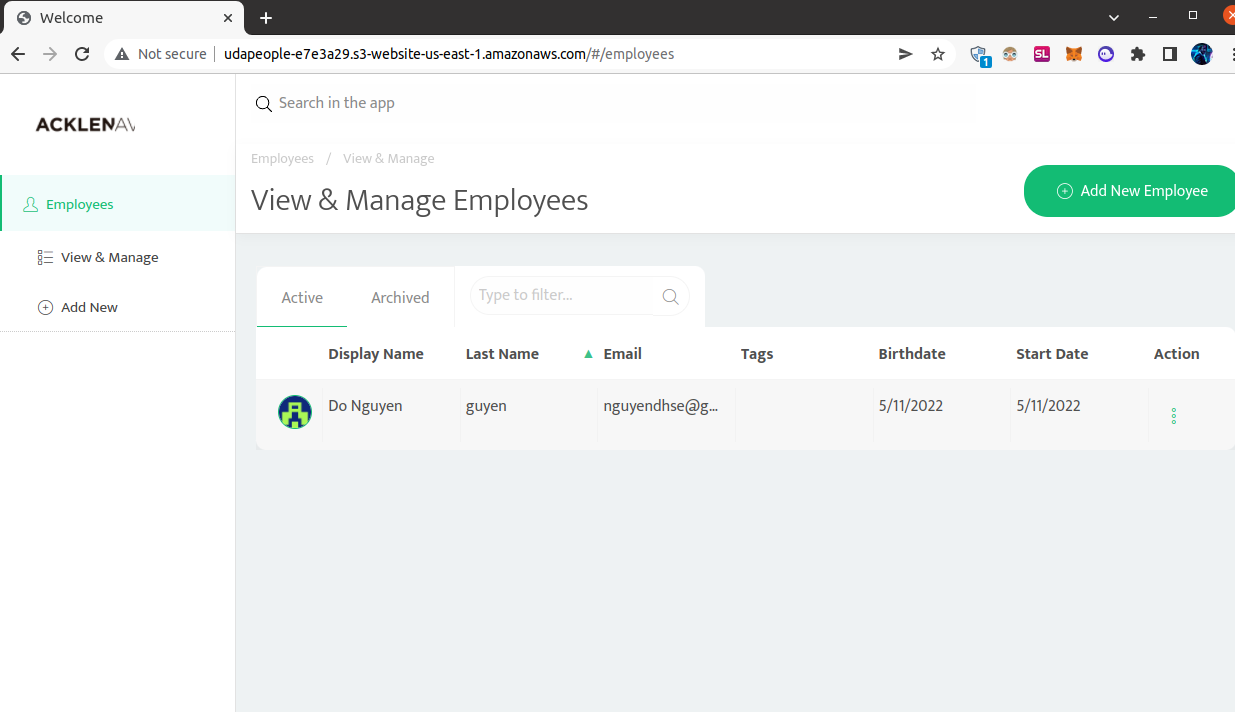 Welcome
Not secure
udapeople-e7e3a29.s3-website-us-east-1.amazonaws.com/#/employees
SL
1
ACKLENAV
Search in the app
Employees / View & Manage
View & Manage Employees
Add New Employee
Employees
View & Manage
Add New
Active
Archived
Type to filter...
Display Name Last Name ▲ Email Tags Birthdate Start Date Action
Do Nguyen guyen nguyendhse@g... 5/11/2022 5/11/2022